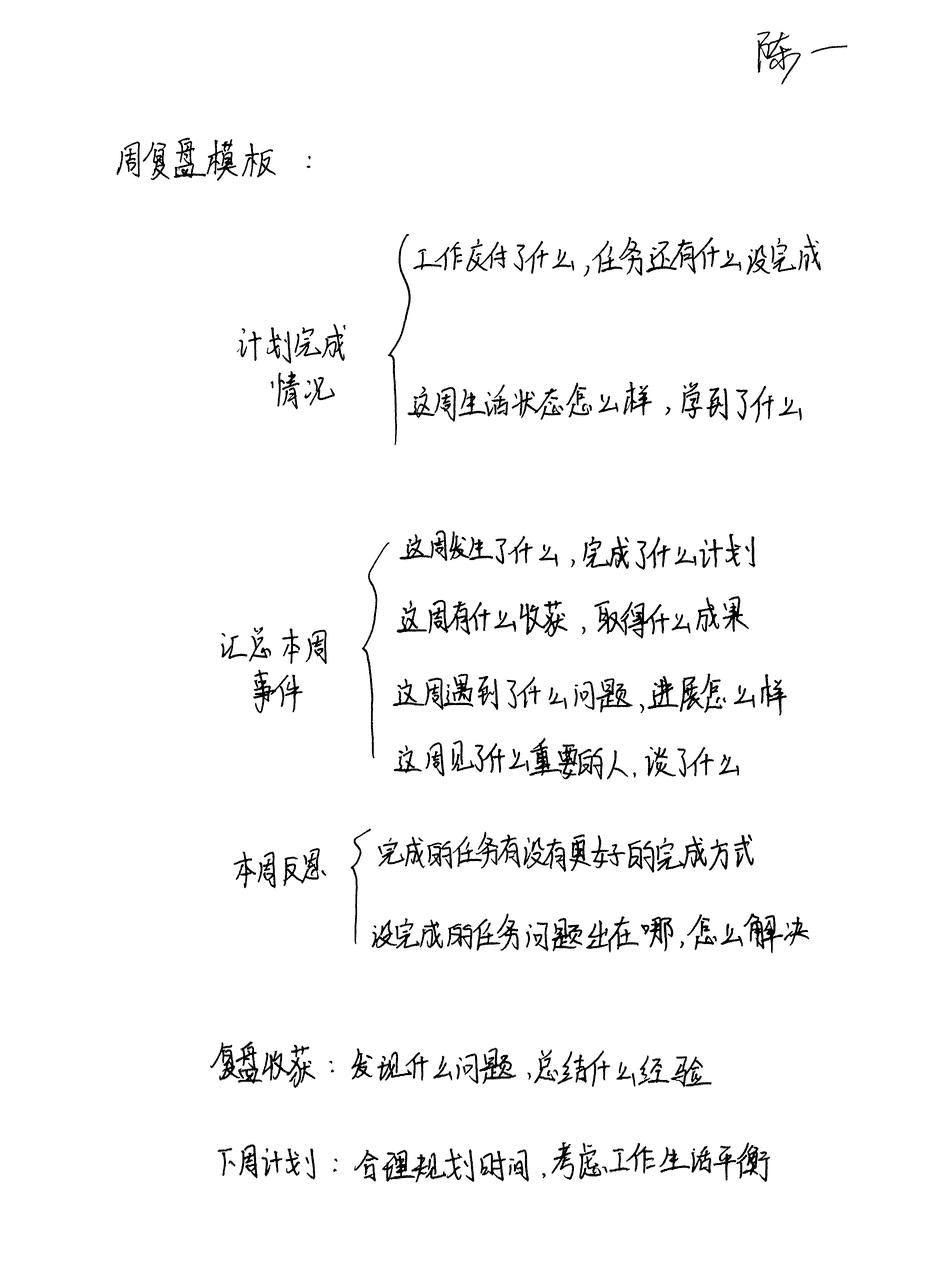 陈一
周复盘模板：
工作交付了什么，任务还有什么没完成
计划完成
情况
这周生活状态怎么样，学到了什么
这周发生了什么，完成了什么计划
这周有什么收获，取得什么成果
汇总本周
事件
这周遇到了什么问题、进展怎么样
这周见了什么重要的人，谈了什么
本周反思
完成的任务有没有更好的完成方式
没完成的任务问题出在哪，怎么解决
复盘收获：发现什么问题，总结什么经验
下周计划：合理规划时间，考虑工作生活平衡